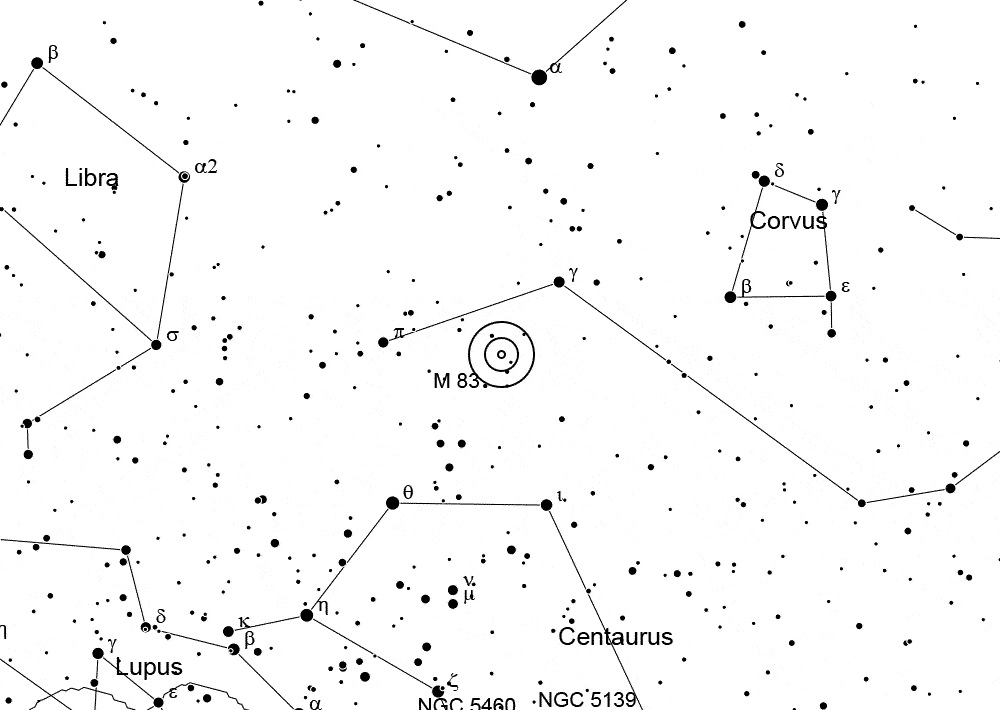 β
α
α2
δ
Libra
γ
Corvus
γ
β
ε
π
σ
M 83
θ
ι
ν
μ
η
κ
δ
η
β
Centaurus
γ
Lupus
ζ
ε
NGC 5139
α
NGC 5460